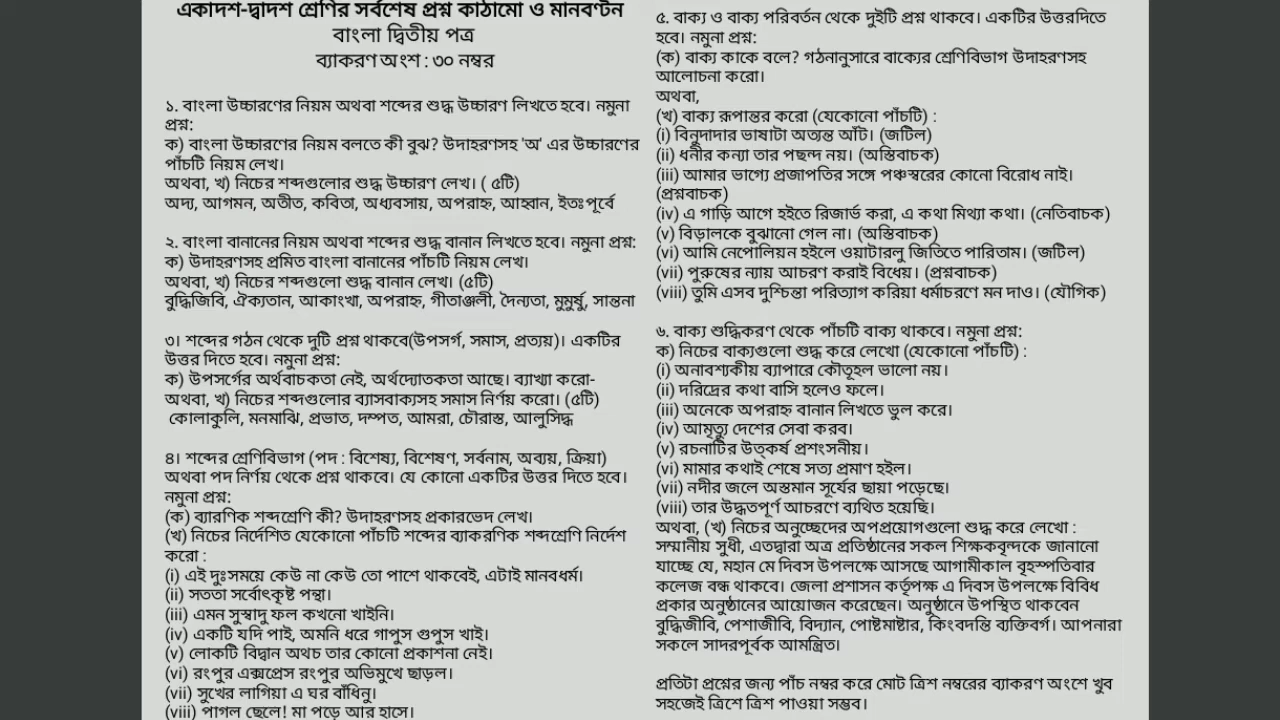 একাদশ-দ্বাদশ শ্রেণির সর্বশেষ প্রশ্ন কাঠামো ও মানবণ্টন
বাংলা দ্বিতীয় পত্র
ব্যাকরণ অংশ : ৩০ নম্বর
১. বাংলা উচ্চারণের নিয়ম অথবা শব্দের শুদ্ধ উচ্চারণ লিখতে হবে। নমুনা
প্রশ্ন:
ক) বাংলা উচ্চারণের নিয়ম বলতে কী বুঝ? উদাহরণসহ 'অ' এর উচ্চারণের
পাঁচটি নিয়ম লেখ।
অথবা, খ) নিচের শব্দগুলোর শুদ্ধ উচ্চারণ লেখ। ( ৫টি)
অদ্য, আগমন, অতীত, কবিতা, অধ্যবসায়, অপরাহ্ন, আহ্বান, ইতঃপূর্বে
২. বাংলা বানানের নিয়ম অথবা শব্দের শুদ্ধ বানান লিখতে হবে। নমুনা প্রশ্ন:
ক) উদাহরণসহ প্রমিত বাংলা বানানের পাঁচটি নিয়ম লেখ।
অথবা, খ) নিচের শব্দগুলো শুদ্ধ বানান লেখ। (৫টি)
বুদ্ধিজিবি, ঐক্যতান, আকাংখা, অপরাহ্ন, গীতাঞ্জলী, দৈন্যতা, মুমুর্ষু, সান্তনা
৩। শব্দের গঠন থেকে দুটি প্রশ্ন থাকবে(উপসর্গ, সমাস, প্রত্যয়)। একটির
উত্তর দিতে হবে। নমুনা প্রশ্ন:
ক) উপসর্গের অর্থবাচকতা নেই, অর্থদ্যোতকতা আছে। ব্যাখ্যা করো-
অথবা, খ) নিচের শব্দগুলোর ব্যাসবাক্যসহ সমাস নির্ণয় করো। (৫টি)
কোলাকুলি, মনমাঝি, প্রভাত, দম্পত, আমরা, চৌরাস্ত, আলুসিদ্ধ
৪। শব্দের শ্রেণিবিভাগ (পদ : বিশেষ্য, বিশেষণ, সর্বনাম, অব্যয়, ক্রিয়া)
অথবা পদ নির্ণয় থেকে প্রশ্ন থাকবে। যে কোনো একটির উত্তর দিতে হবে।
নমুনা প্রশ্ন:
(ক) ব্যারণিক শব্দশ্রেণি কী? উদাহরণসহ প্রকারভেদ লেখ।
(খ) নিচের নির্দেশিত যেকোনো পাঁচটি শব্দের ব্যাকরণিক শব্দশ্রেণি নির্দেশ
করো :
(i) এই দুঃসময়ে কেউ না কেউ তো পাশে থাকবেই, এটাই মানবধর্ম।
(ii) সততা সর্বোৎকৃষ্ট পন্থা।
(iii) এমন সুস্বাদু ফল কখনো খাইনি।
(iv) একটি যদি পাই, অমনি ধরে গাপুস গুপুস খাই।
(v) লোকটি বিদ্বান অথচ তার কোনো প্রকাশনা নেই।
(vi) রংপুর এক্সপ্রেস রংপুর অভিমুখে ছাড়ল।
(vii) সুখের লাগিয়া এ ঘর বাঁধিনু।
(viii) পাগল ছেলে! মা পড়ে আর হাসে।
৫. বাক্য ও বাক্য পরিবর্তন থেকে দুইটি প্রশ্ন থাকবে। একটির উত্তরদিতে
হবে। নমুনা প্রশ্ন:
(ক) বাক্য কাকে বলে? গঠনানুসারে বাক্যের শ্রেণিবিভাগ উদাহরণসহ
আলোচনা করো।
অথবা,
(খ) বাক্য রূপান্তর করো (যেকোনো পাঁচটি) :
(i) বিনুদাদার ভাষাটা অত্যন্ত আঁট। (জটিল)
(ii) ধনীর কন্যা তার পছন্দ নয়। (অস্তিবাচক)
(iii) আমার ভাগ্যে প্রজাপতির সঙ্গে পঞ্চস্বরের কোনো বিরোধ নাই।
(প্রশ্নবাচক)
(iv) এ গাড়ি আগে হইতে রিজার্ভ করা, এ কথা মিথ্যা কথা। (নেতিবাচক)
(v) বিড়ালকে বুঝানো গেল না। (অস্তিবাচক)
(vi) আমি নেপোলিয়ন হইলে ওয়াটারলু জিতিতে পারিতাম। (জটিল)
(vii) পুরুষের ন্যায় আচরণ করাই বিধেয়। (প্রশ্নবাচক)
(viii) তুমি এসব দুশ্চিন্তা পরিত্যাগ করিয়া ধর্মাচরণে মন দাও। (যৌগিক)
৬. বাক্য শুদ্ধিকরণ থেকে পাঁচটি বাক্য থাকবে। নমুনা প্রশ্ন:
ক) নিচের বাক্যগুলো শুদ্ধ করে লেখো (যেকোনো পাঁচটি) :
(i) অনাবশ্যকীয় ব্যাপারে কৌতূহল ভালো নয়।
(ii) দরিদ্রের কথা বাসি হলেও ফলে।
(iii) অনেকে অপরাহ্ন বানান লিখতে ভুল করে।
(iv) আমৃত্যু দেশের সেবা করব।
(v) রচনাটির উত্কর্ষ প্রশংসনীয়।
(vi) মামার কথাই শেষে সত্য প্রমাণ হইল।
(vii) নদীর জলে অস্তমান সূর্যের ছায়া পড়েছে।
(viii) তার উদ্ধতপূর্ণ আচরণে ব্যথিত হয়েছি।
অথবা, (খ) নিচের অনুচ্ছেদের অপপ্রয়োগগুলো শুদ্ধ করে লেখো :
সম্মানীয় সুধী, এতদ্বারা অত্র প্রতিষ্ঠানের সকল শিক্ষকবৃন্দকে জানানো
যাচ্ছে যে, মহান মে দিবস উপলক্ষে আসছে আগামীকাল বৃহস্পতিবার
কলেজ বন্ধ থাকবে। জেলা প্রশাসন কর্তৃপক্ষ এ দিবস উপলক্ষে বিবিধ
প্রকার অনুষ্ঠানের আয়োজন করেছেন। অনুষ্ঠানে উপস্থিত থাকবেন
বুদ্ধিজীবি, পেশাজীবি, বিদ্যান, পোষ্টমাষ্টার, কিংবদন্তি ব্যক্তিবর্গ। আপনারা
সকলে সাদরপূর্বক আমন্ত্রিত।
প্রতিটা প্রশ্নের জন্য পাঁচ নম্বর করে মোট ত্রিশ নম্বরের ব্যাকরণ অংশে খুব
সহজেই ত্রিশে ত্রিশ পাওয়া সম্ভব।